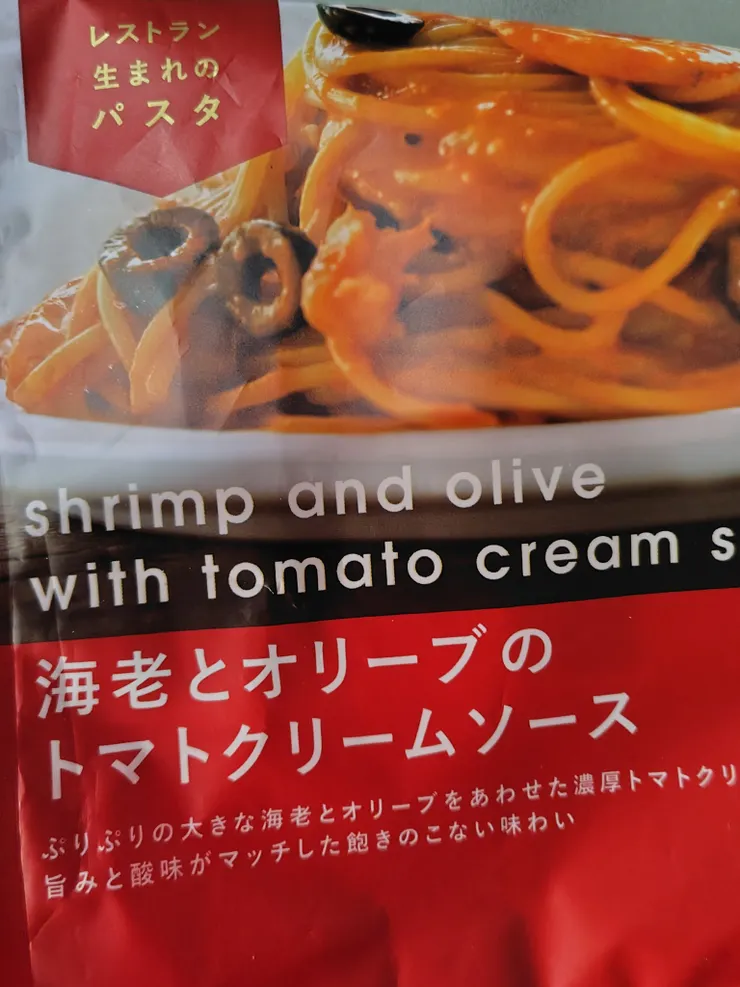 レストラン
生まれの
パスタ
shrimp and olive
with tomato cream s
海老とオリーブの
トマトクリームソース
ぷりぷりの大きな海老とオリーブをあわせた濃厚トマトクリ
旨みと酸味がマッチした飽きのこない味わい